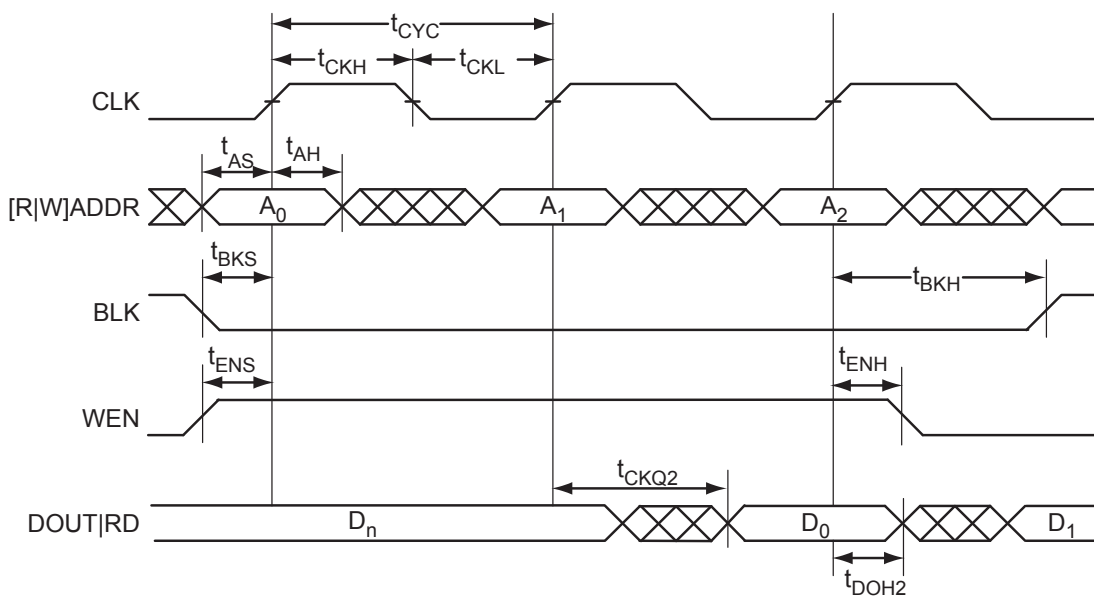 tCYC
tCKH tCKL
CLK
tAS tAH
[R|W]ADDR A0 A1 A2
tBKS tBKH
BLK
tENS tENH
WEN
tCKQ2
DOUT|RD Dn D0 D1
tDOH2